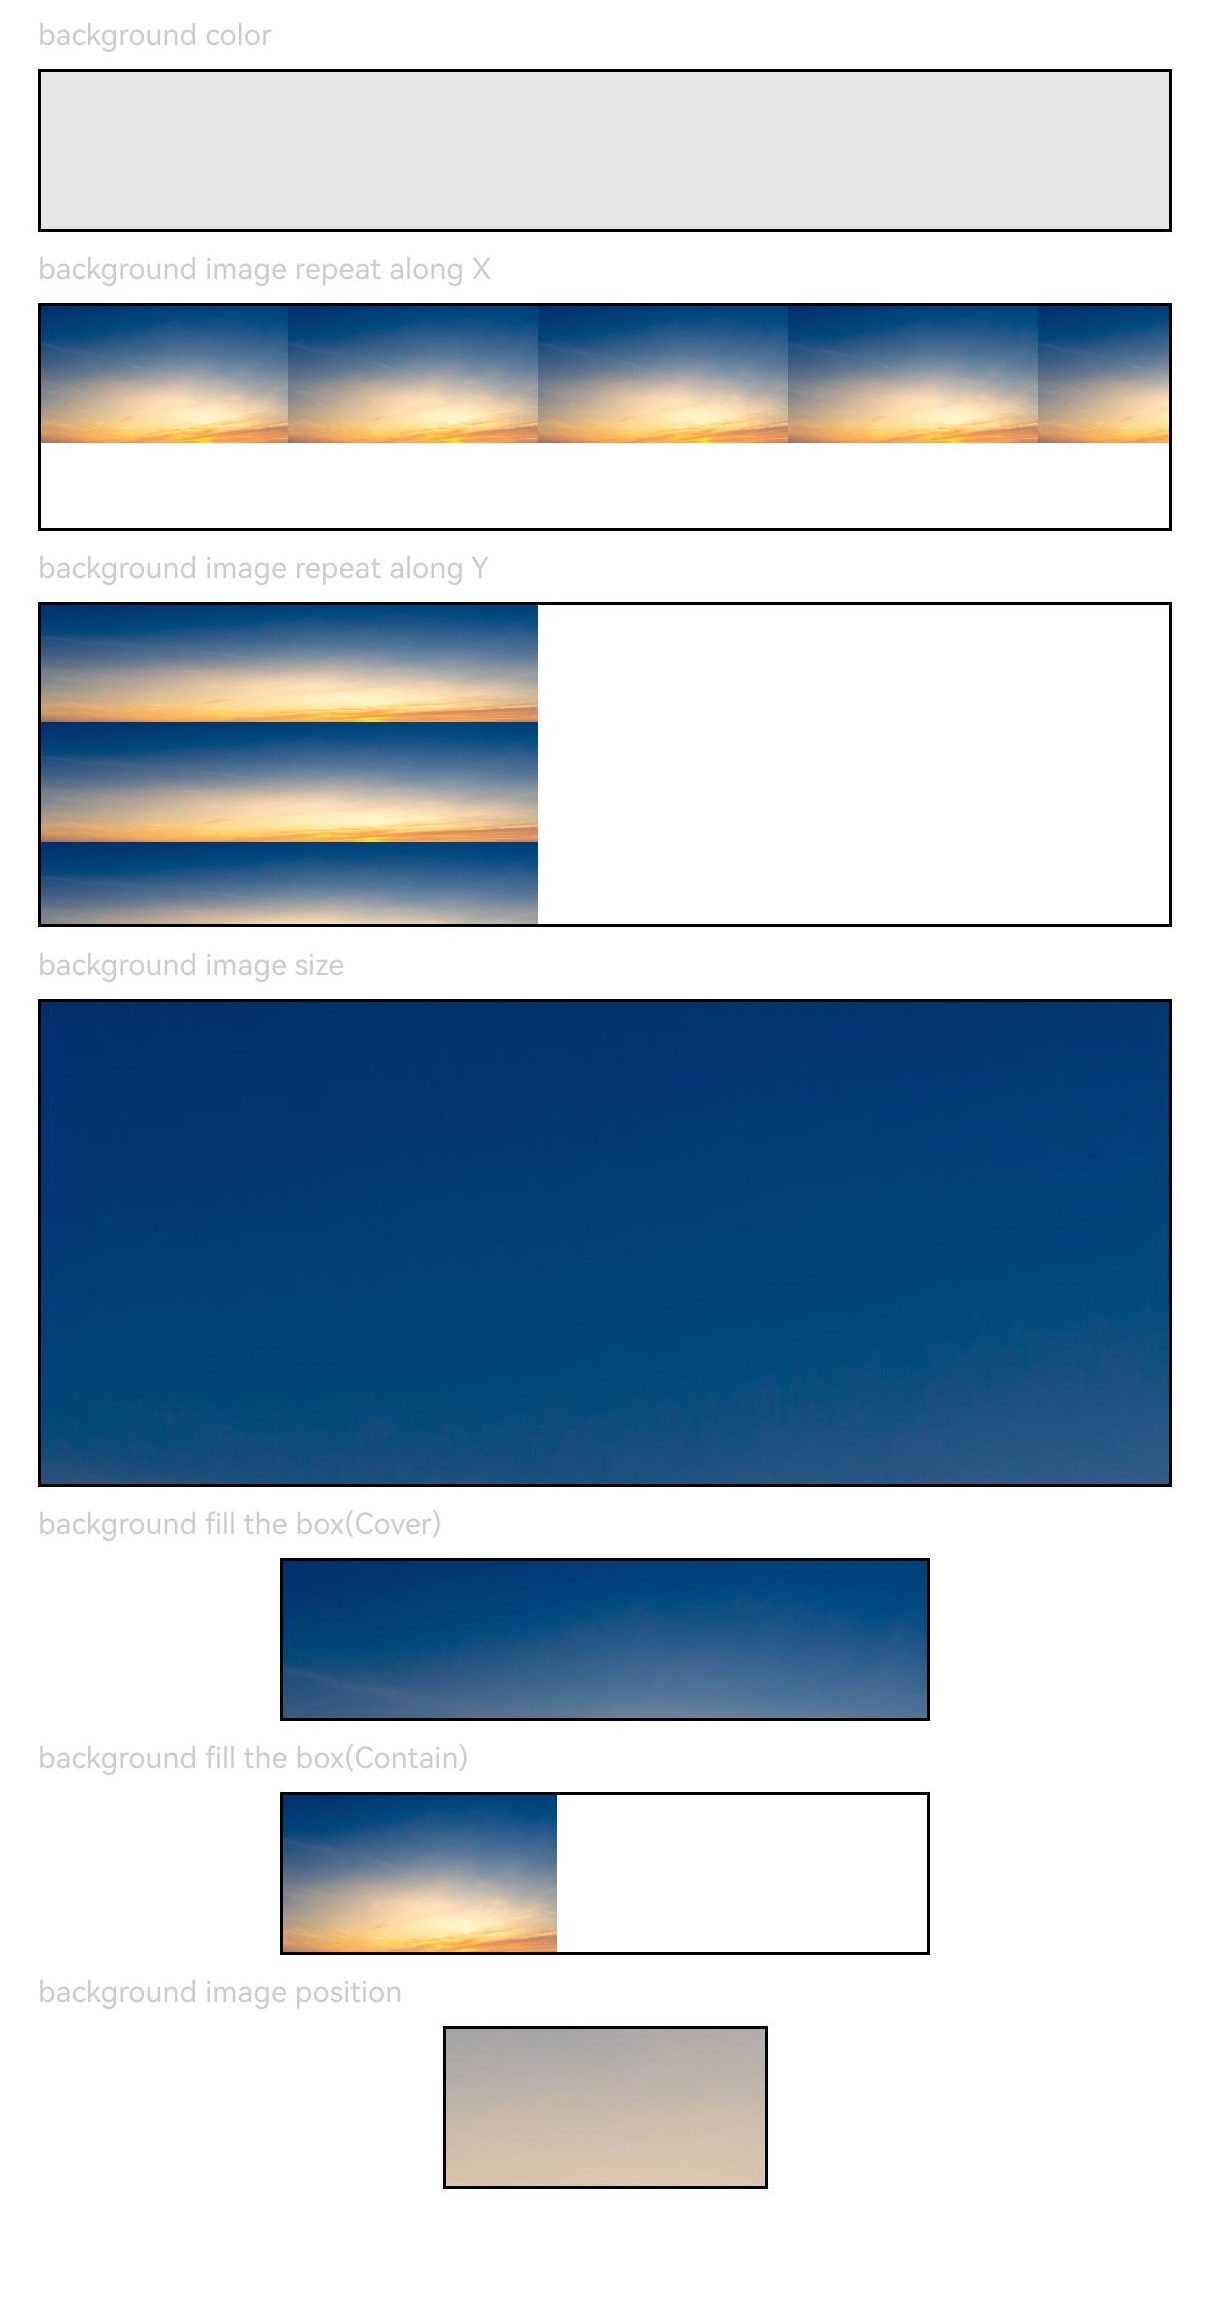 background color
background image repeat along X
background image repeat along Y
background image size
background fill the box(Cover)
background fill the box(Contain)
background image position